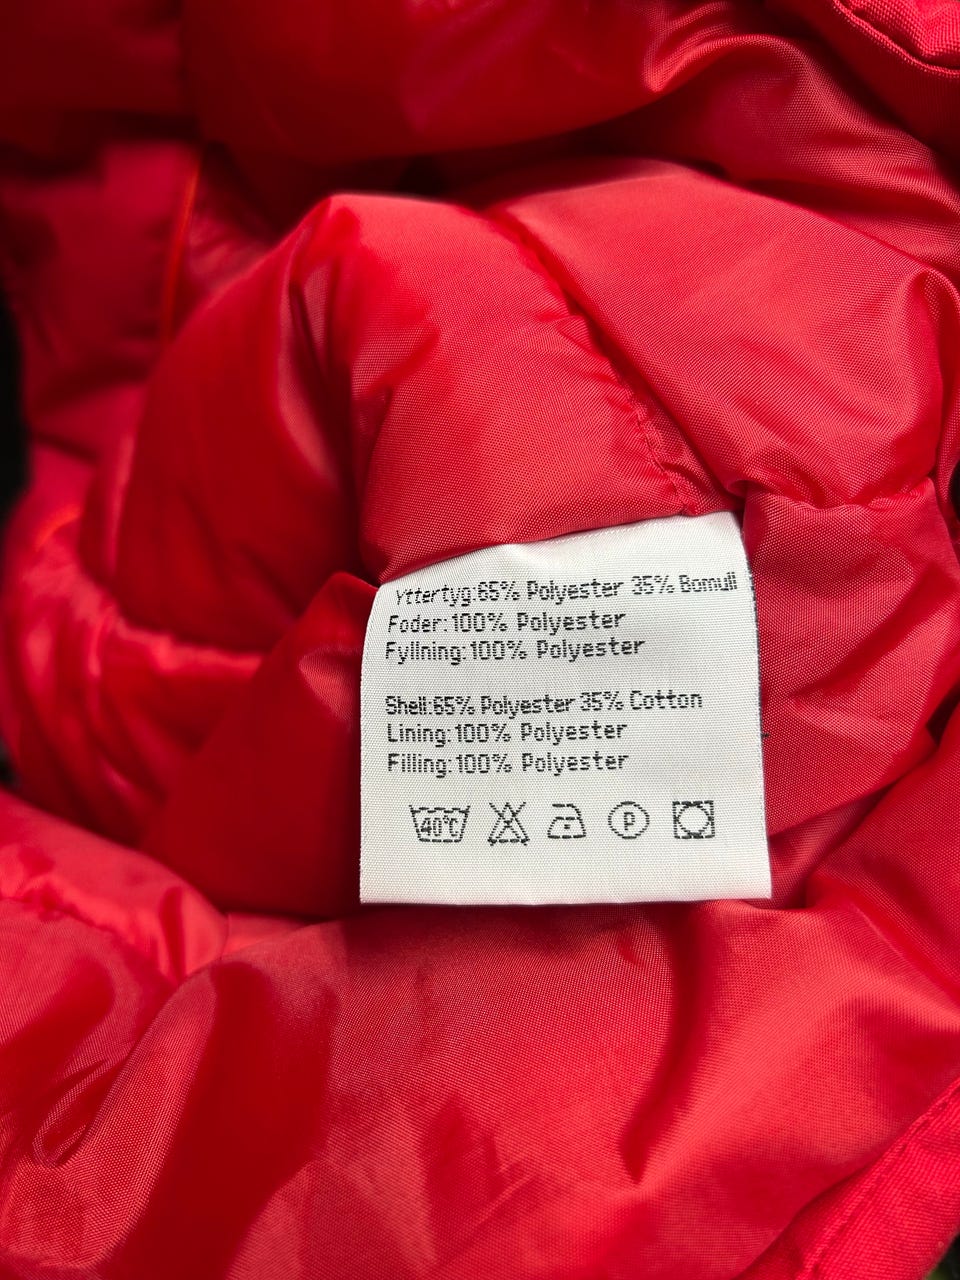 Yttertyg:65% Polyester 35% Bomull
Foder:100% Polyester
Fyllning:100% Polyester
Shell:65% Polyester 35% Cotton
Lining:100% Polyester
Filling:100% Polyester
40°C P